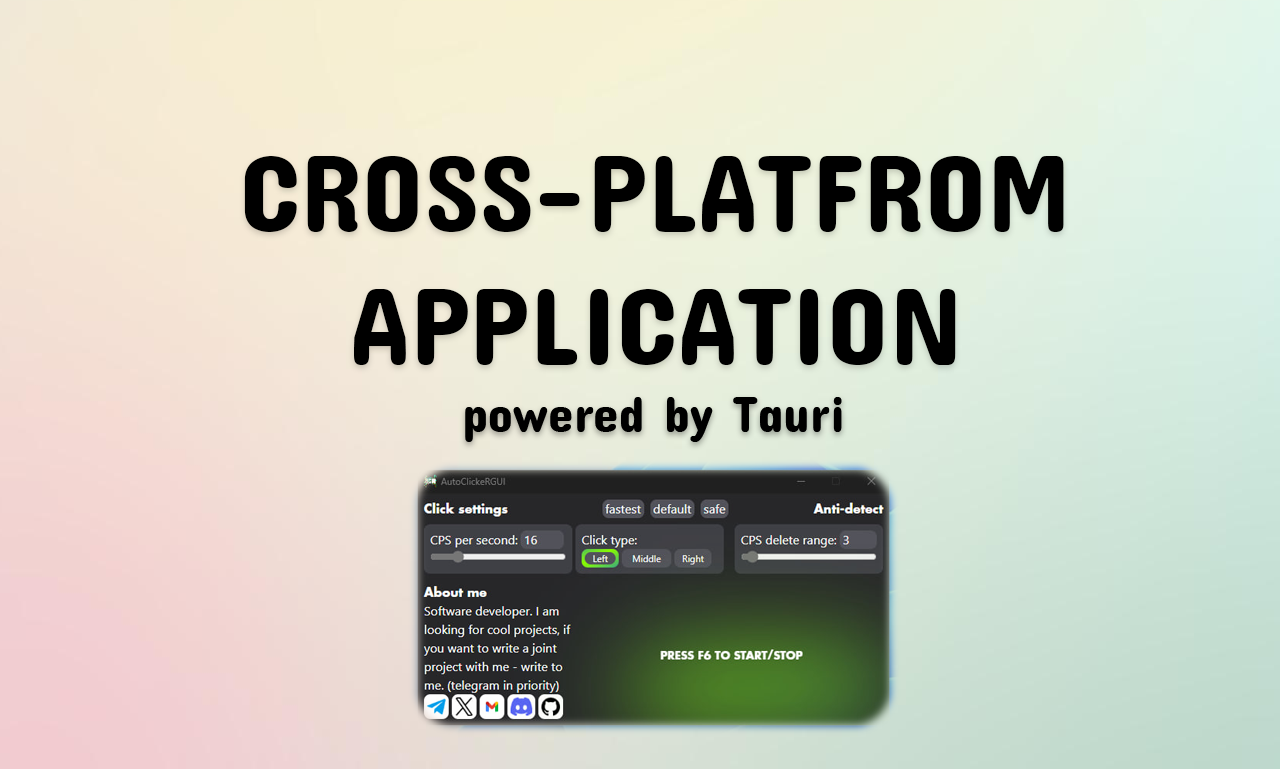 CROSS-PLATFROM
APPLICATION
powered by Tauri
AutoClickeRGUI
Click settings
fastest default safe
Anti-detect
CPS per second: 16
Click type:
Left Middle Right
CPS delete range: 3
About me
Software developer. I am
looking for cool projects, if
you want to write a joint
project with me - write to
me. (telegram in priority)
PRESS F6 TO START/STOP